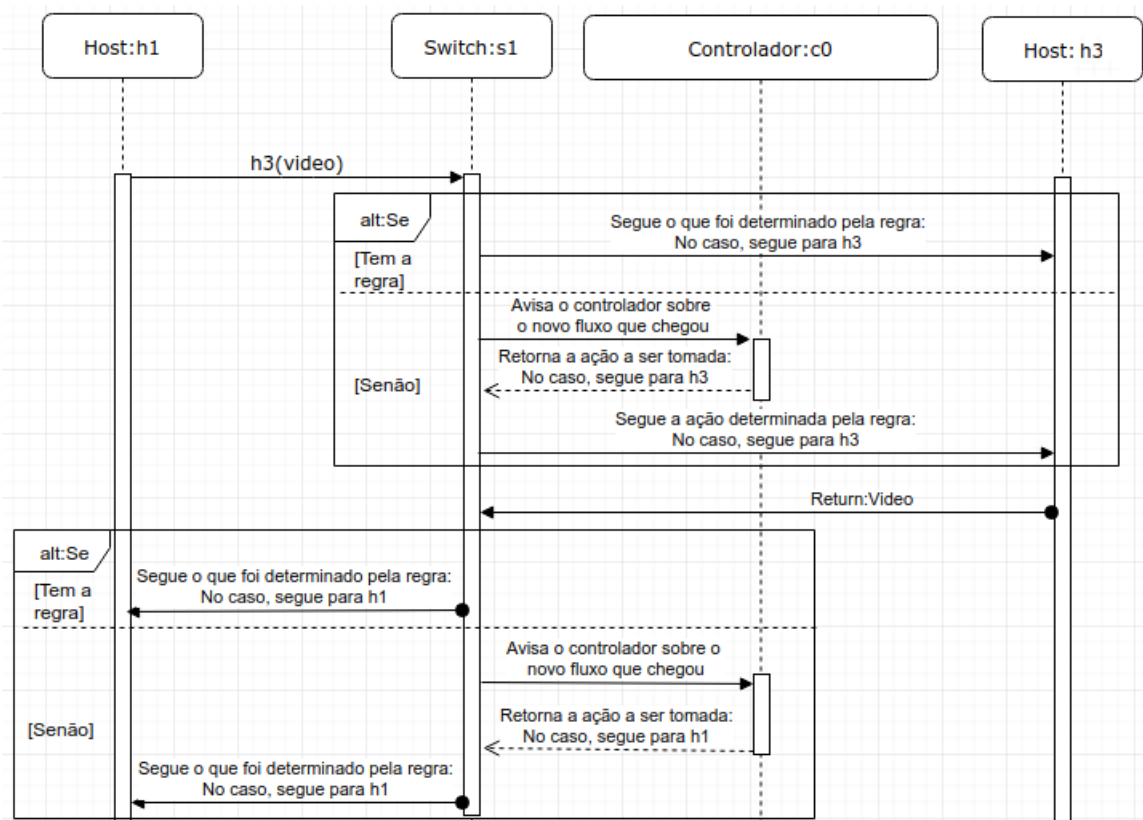 Host:h1
Switch:s1
Controlador:c0
Host: h3
h3(video)
alt:Se
Segue o que foi determinado pela regra:
No caso, segue para h3
[Tem a
regra]
Avisa o controlador sobre
o novo fluxo que chegou
Retorna a ação a ser tomada:
No caso, segue para h3
[Senão]
Segue a ação determinada pela regra:
No caso, segue para h3
Return:Video
alt:Se
Segue o que foi determinado pela regra:
No caso, segue para h1
[Tem a
regra]
Avisa o controlador sobre o
novo fluxo que chegou
Retorna a ação a ser tomada:
No caso, segue para h1
[Senão]
Segue o que foi determinado pela regra:
No caso, segue para h1